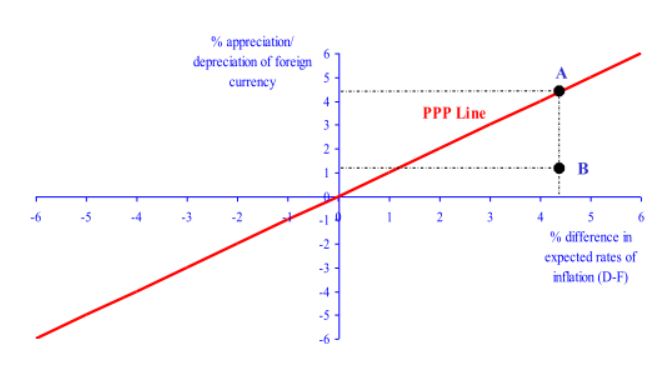 % appreciation/
depreciation of foreign
currency
6
5
4
3
2
1
0
-1
-2
-3
-4
-5
-6
A
PPP Line
B
-6 -5 -4 -3 -2 -1 0 1 2 3 4 5 6
% difference in
expected rates of
inflation (D-F)